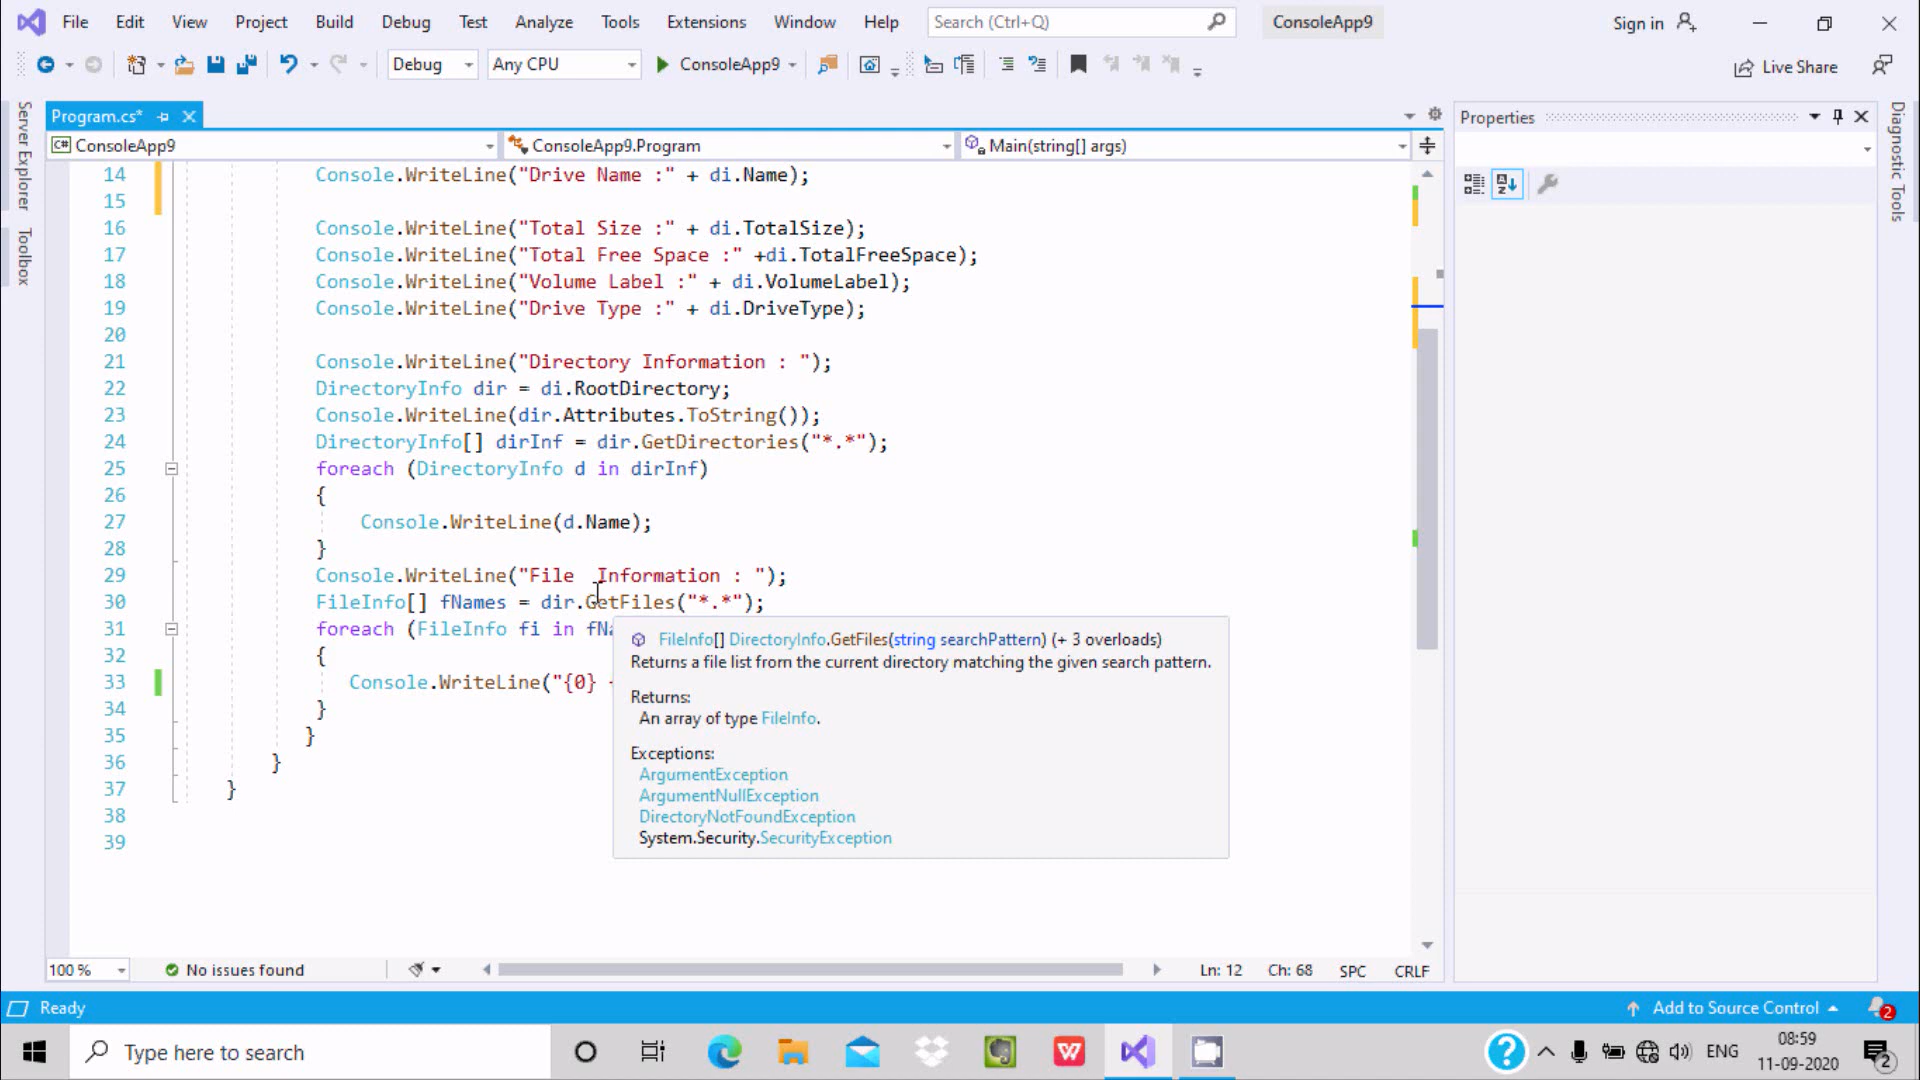 File Edit View Project Build Debug Test Analyze Tools Extensions Window Help Search (Ctrl+Q) ConsoleApp9 Sign in
Debug Any CPU ConsoleApp9 Live Share
Server Explorer
Toolbox
Program.cs*
C# ConsoleApp9 ConsoleApp9.Program Main(string[] args)
14 Console.WriteLine("Drive Name :" + di.Name);
15
16 Console.WriteLine("Total Size :" + di.TotalSize);
17 Console.WriteLine("Total Free Space :" +di.TotalFreeSpace);
18 Console.WriteLine("Volume Label :" + di.VolumeLabel);
19 Console.WriteLine("Drive Type :" + di.DriveType);
20
21 Console.WriteLine("Directory Information : ");
22 DirectoryInfo dir = di.RootDirectory;
23 Console.WriteLine(dir.Attributes.ToString());
24 DirectoryInfo[] dirInf = dir.GetDirectories("*.*");
25 foreach (DirectoryInfo d in dirInf)
26 {
27 Console.WriteLine(d.Name);
28 }
29 Console.WriteLine("File  Information : ");
30 FileInfo[] fNames = dir.GetFiles("*.*");
31 foreach (FileInfo fi in fNa
32 {
33 Console.WriteLine("{0}
34 }
35 }
36 }
37 }
38
39
FileInfo[] DirectoryInfo.GetFiles(string searchPattern) (+ 3 overloads)
Returns a file list from the current directory matching the given search pattern.
Returns:
An array of type FileInfo.
Exceptions:
ArgumentException
ArgumentNullException
DirectoryNotFoundException
System.Security.SecurityException
Properties
Diagnostic Tools
100 % No issues found Ln: 12 Ch: 68 SPC CRLF
Ready Add to Source Control 2
Type here to search ENG 08:59
11-09-2020 2